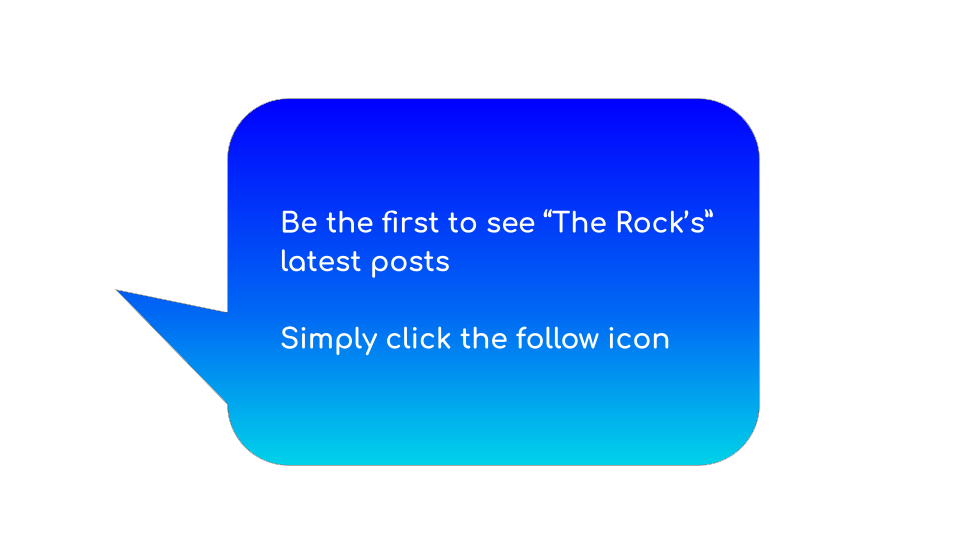 Be the first to see “The Rock’s”
latest posts
Simply click the follow icon